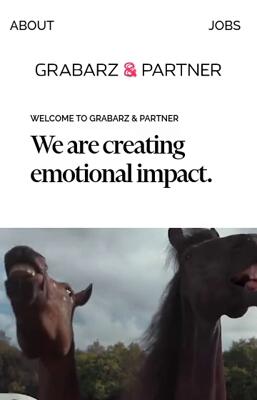 ABOUT JOBS
GRABARZ & PARTNER
WELCOME TO GRABARZ & PARTNER
We are creating
emotional impact.